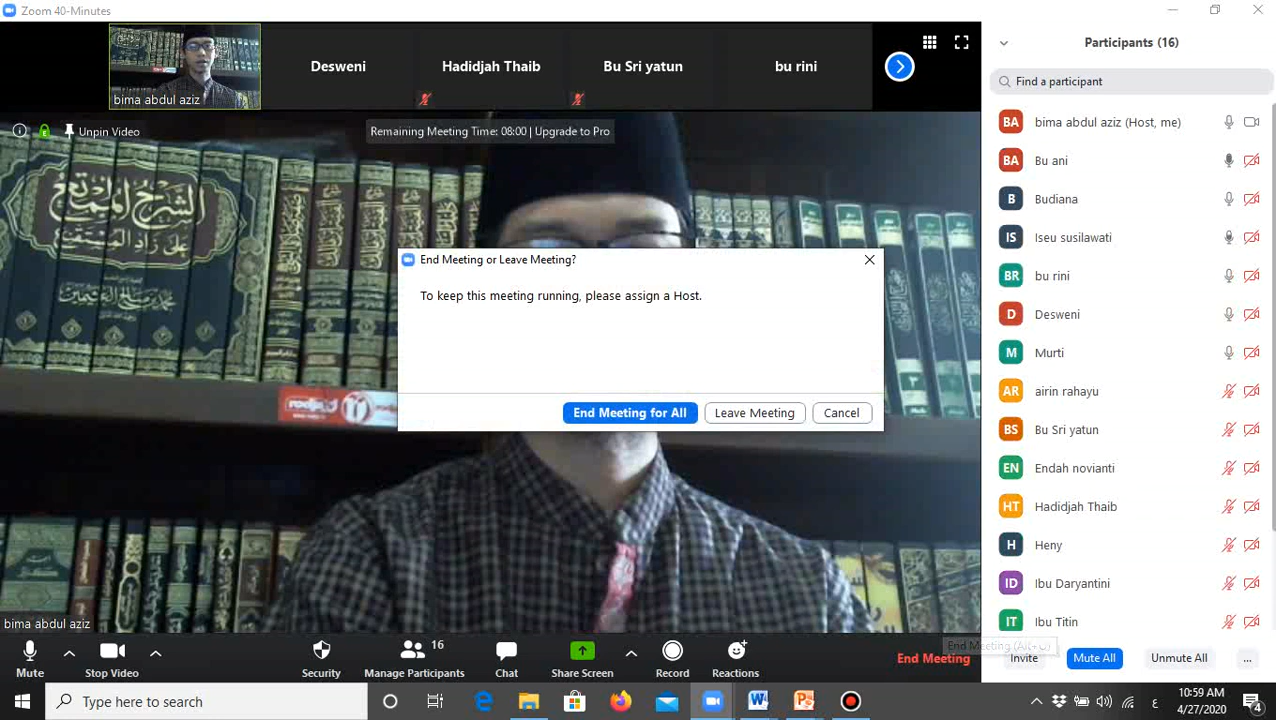 Zoom 40-Minutes
bima abdul aziz
Desweni
Hadidjah Thaib
Bu Sri yatun
bu rini
Unpin Video
Remaining Meeting Time: 08:00 | Upgrade to Pro
الشرح الممتع
على زاد المستقنع
End Meeting or Leave Meeting?
To keep this meeting running, please assign a Host.
End Meeting for All
Leave Meeting
Cancel
bima abdul aziz
Mute
Stop Video
Security
16
Manage Participants
Chat
Share Screen
Record
Reactions
End Meeting
Participants (16)
Find a participant
BA bima abdul aziz (Host, me)
BA Bu ani
B Budiana
IS Iseu susilawati
BR bu rini
D Desweni
M Murti
AR airin rahayu
BS Bu Sri yatun
EN Endah novianti
HT Hadidjah Thaib
H Heny
ID Ibu Daryantini
IT Ibu Titin
Invite
Mute All
Unmute All
...
Type here to search
ع
10:59 AM
4/27/2020
4